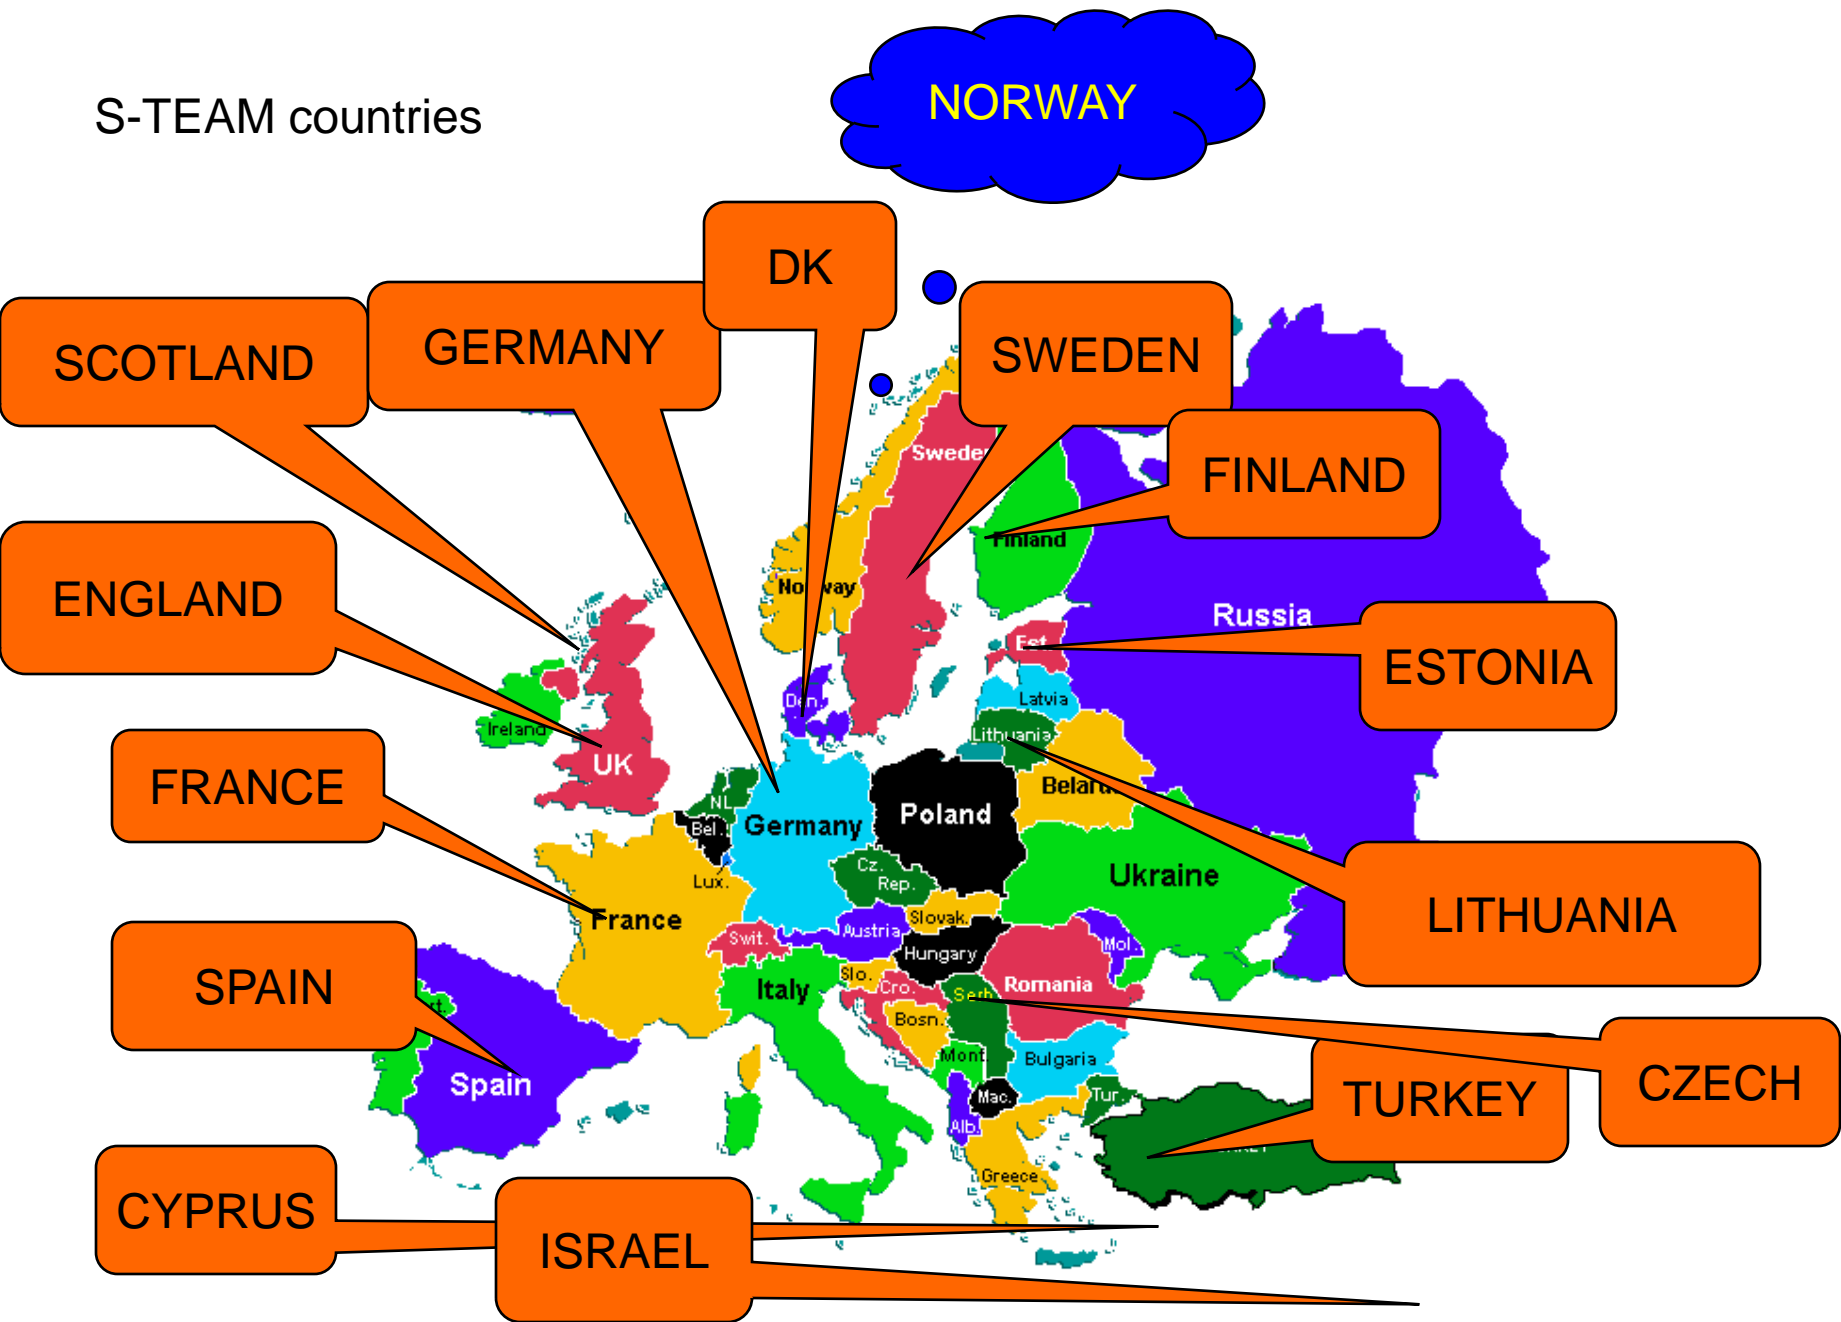 S-TEAM countries
NORWAY
DK
SCOTLAND
GERMANY
SWEDEN
FINLAND
ENGLAND
ESTONIA
FRANCE
LITHUANIA
SPAIN
TURKEY
CZECH
CYPRUS
ISRAEL
Finland
Norway
Russia
Est.
Den.
Latvia
Ireland
Lithuania
UK
NL
Bel.
Germany
Poland
Lux.
Cz.
Rep.
Ukraine
France
Slovak.
Austria
Swit.
Hungary
Mol.
Slo.
Italy
Cro.
Serb.
Romania
Bosn.
Mont.
Bulgaria
Spain
Mac.
Tur.
Alb.
Greece